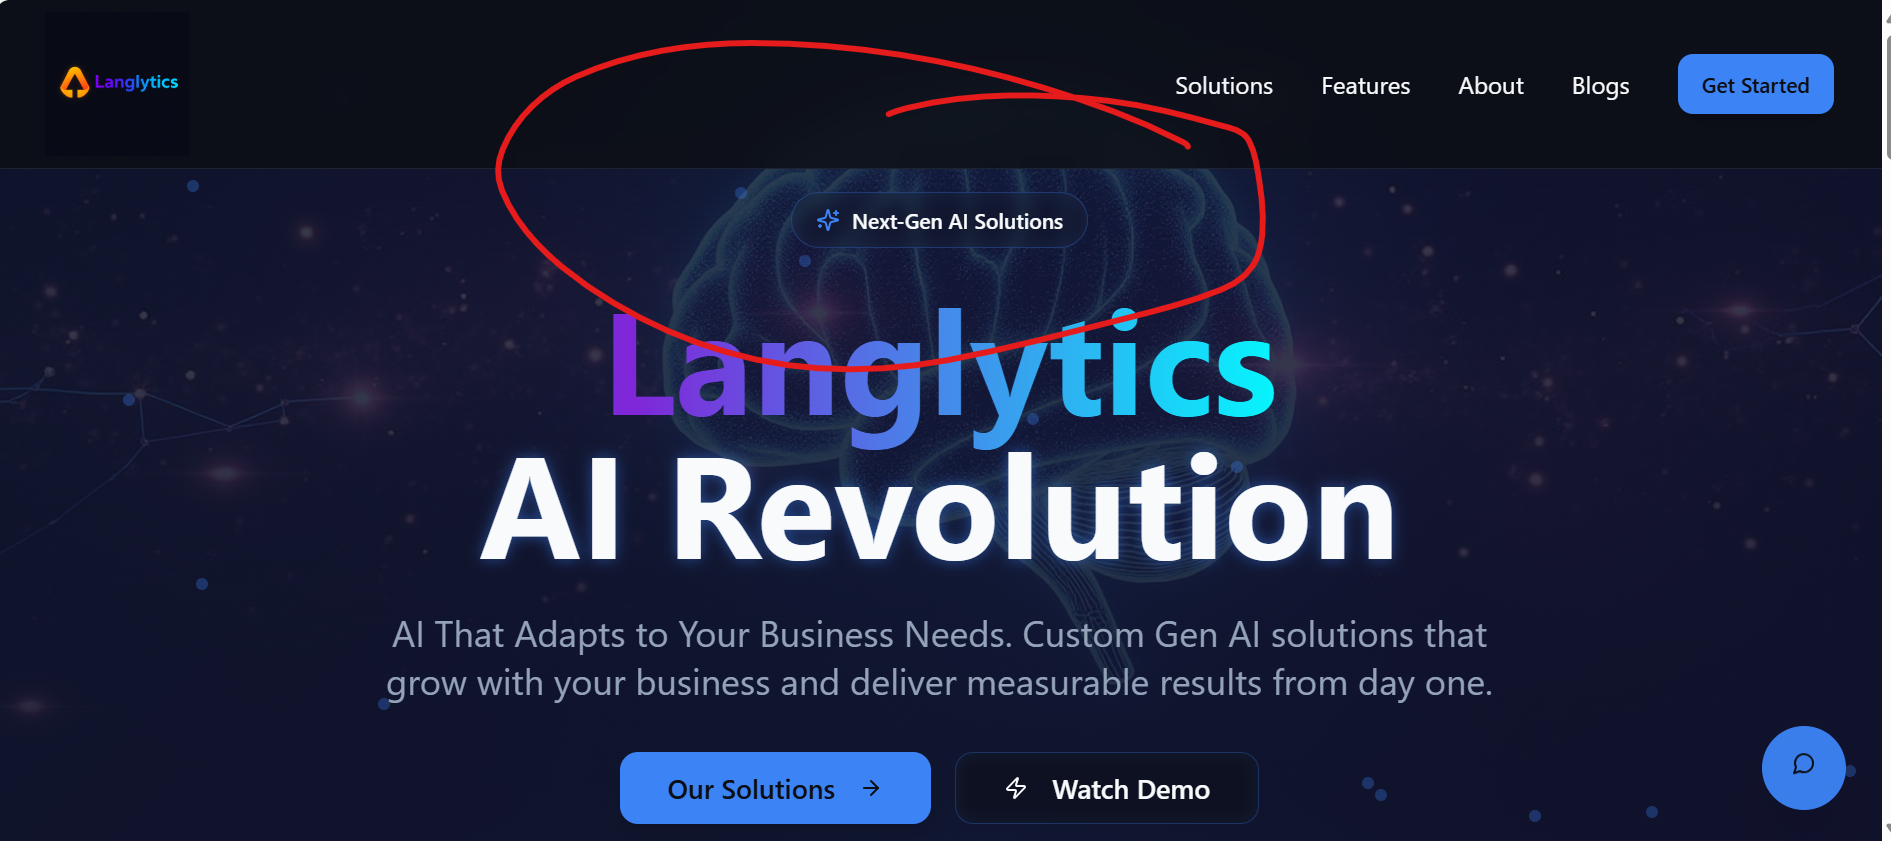 Langlytics
Solutions
Features
About
Blogs
Get Started
Next-Gen AI Solutions
Langlytics
AI Revolution
AI That Adapts to Your Business Needs. Custom Gen AI solutions that
grow with your business and deliver measurable results from day one.
Our Solutions
Watch Demo